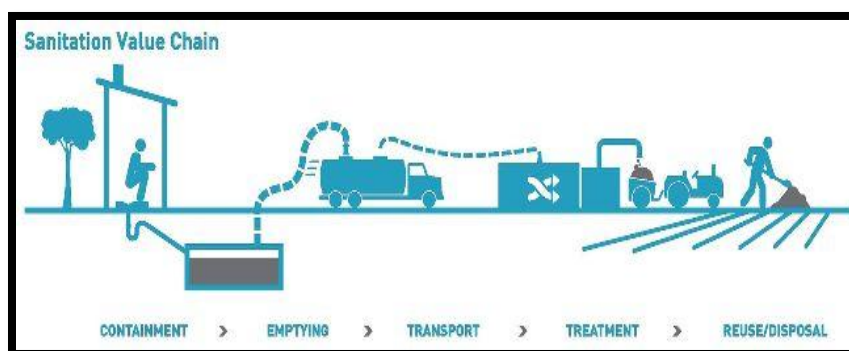 Sanitation Value Chain
CONTAINMENT > EMPTYING > TRANSPORT > TREATMENT > REUSE/DISPOSAL